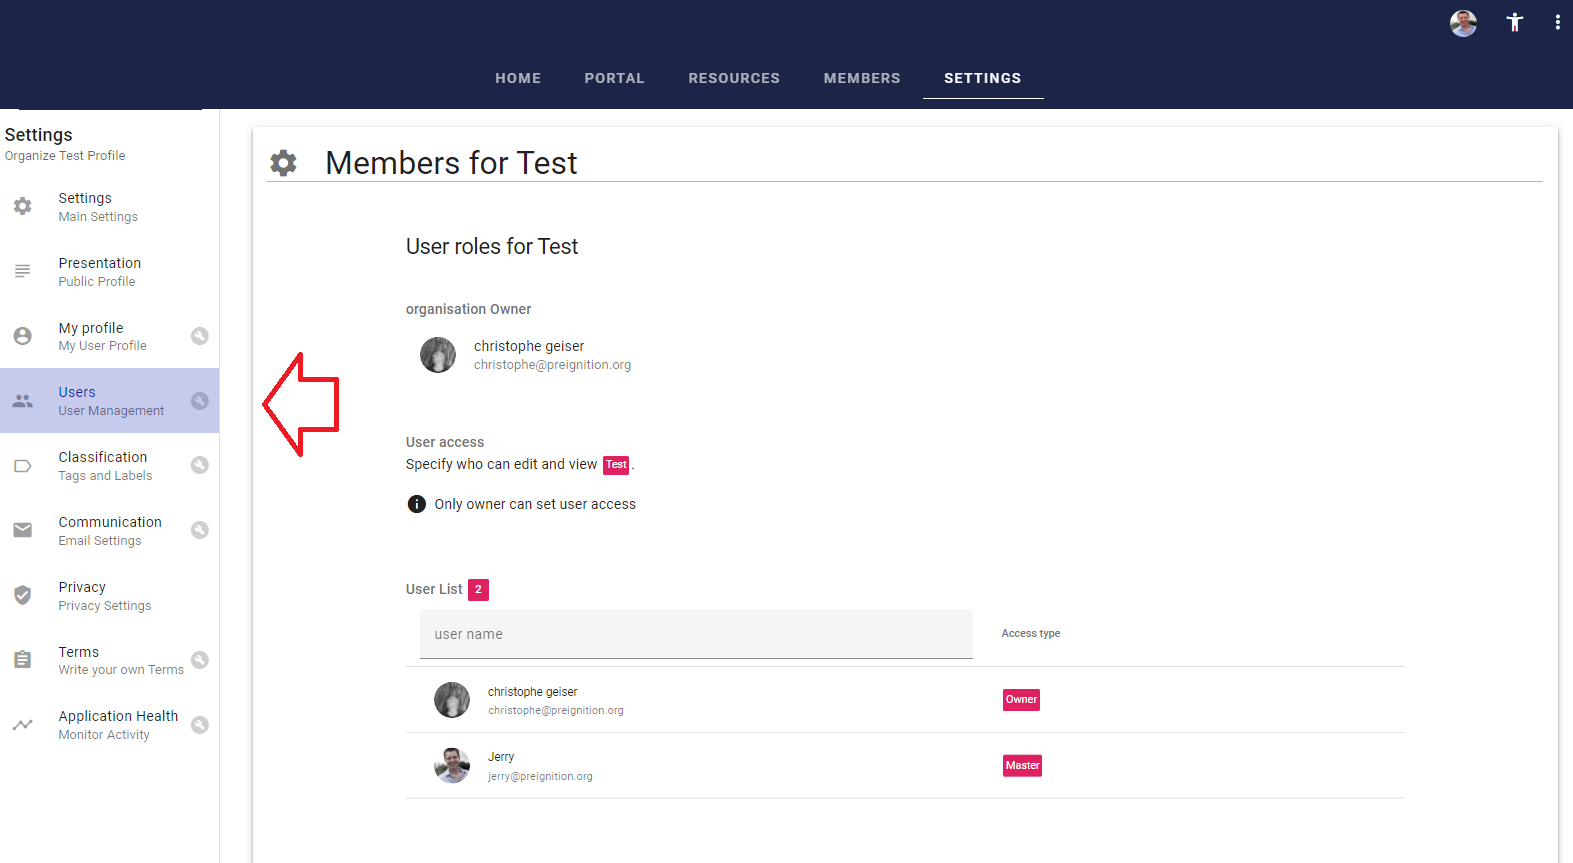 HOME PORTAL RESOURCES MEMBERS SETTINGS
Settings
Organize Test Profile
Settings
Main Settings
Presentation
Public Profile
My profile
My User Profile
Users
User Management
Classification
Tags and Labels
Communication
Email Settings
Privacy
Privacy Settings
Terms
Write your own Terms
Application Health
Monitor Activity
Members for Test
User roles for Test
organisation Owner
christophe geiser
christophe@preignition.org
User access
Specify who can edit and view Test .
Only owner can set user access
User List 2
user name Access type
christophe geiser
christophe@preignition.org
Owner
Jerry
jerry@preignition.org
Master